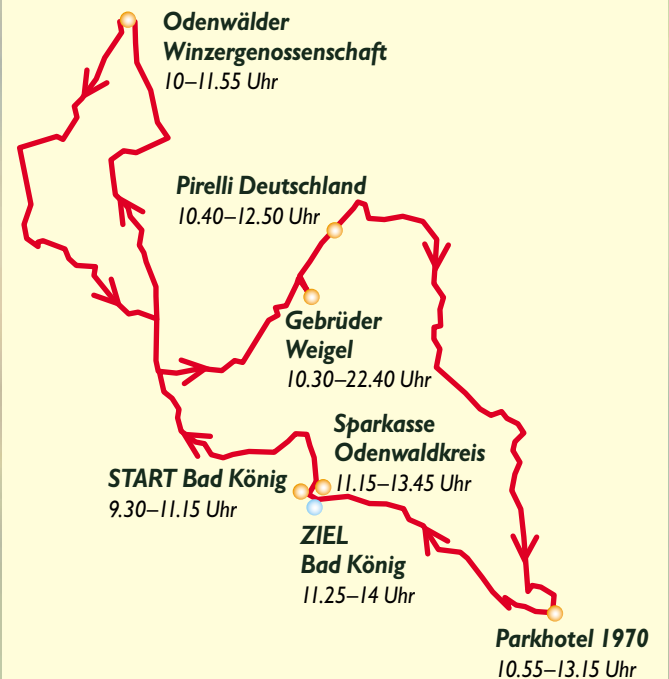 Odenwälder
Winzergenossenschaft
10–11.55 Uhr
Pirelli Deutschland
10.40–12.50 Uhr
Gebrüder
Weigel
10.30–22.40 Uhr
Sparkasse
Odenwaldkreis
11.15–13.45 Uhr
START Bad König
9.30–11.15 Uhr
ZIEL
Bad König
11.25–14 Uhr
Parkhotel 1970
10.55–13.15 Uhr